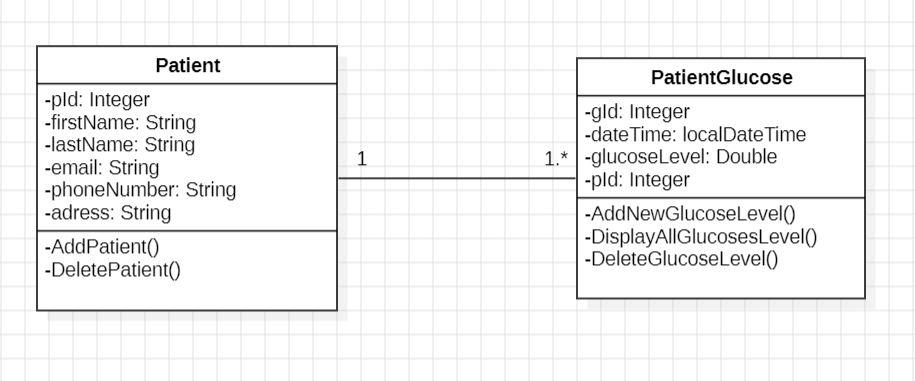 Patient
-pId: Integer
-firstName: String
-lastName: String
-email: String
-phoneNumber: String
-adress: String
-AddPatient()
-DeletePatient()
1
1.*
PatientGlucose
-gId: Integer
-dateTime: localDateTime
-glucoseLevel: Double
-pId: Integer
-AddNewGlucoseLevel()
-DisplayAllGlucosesLevel()
-DeleteGlucoseLevel()